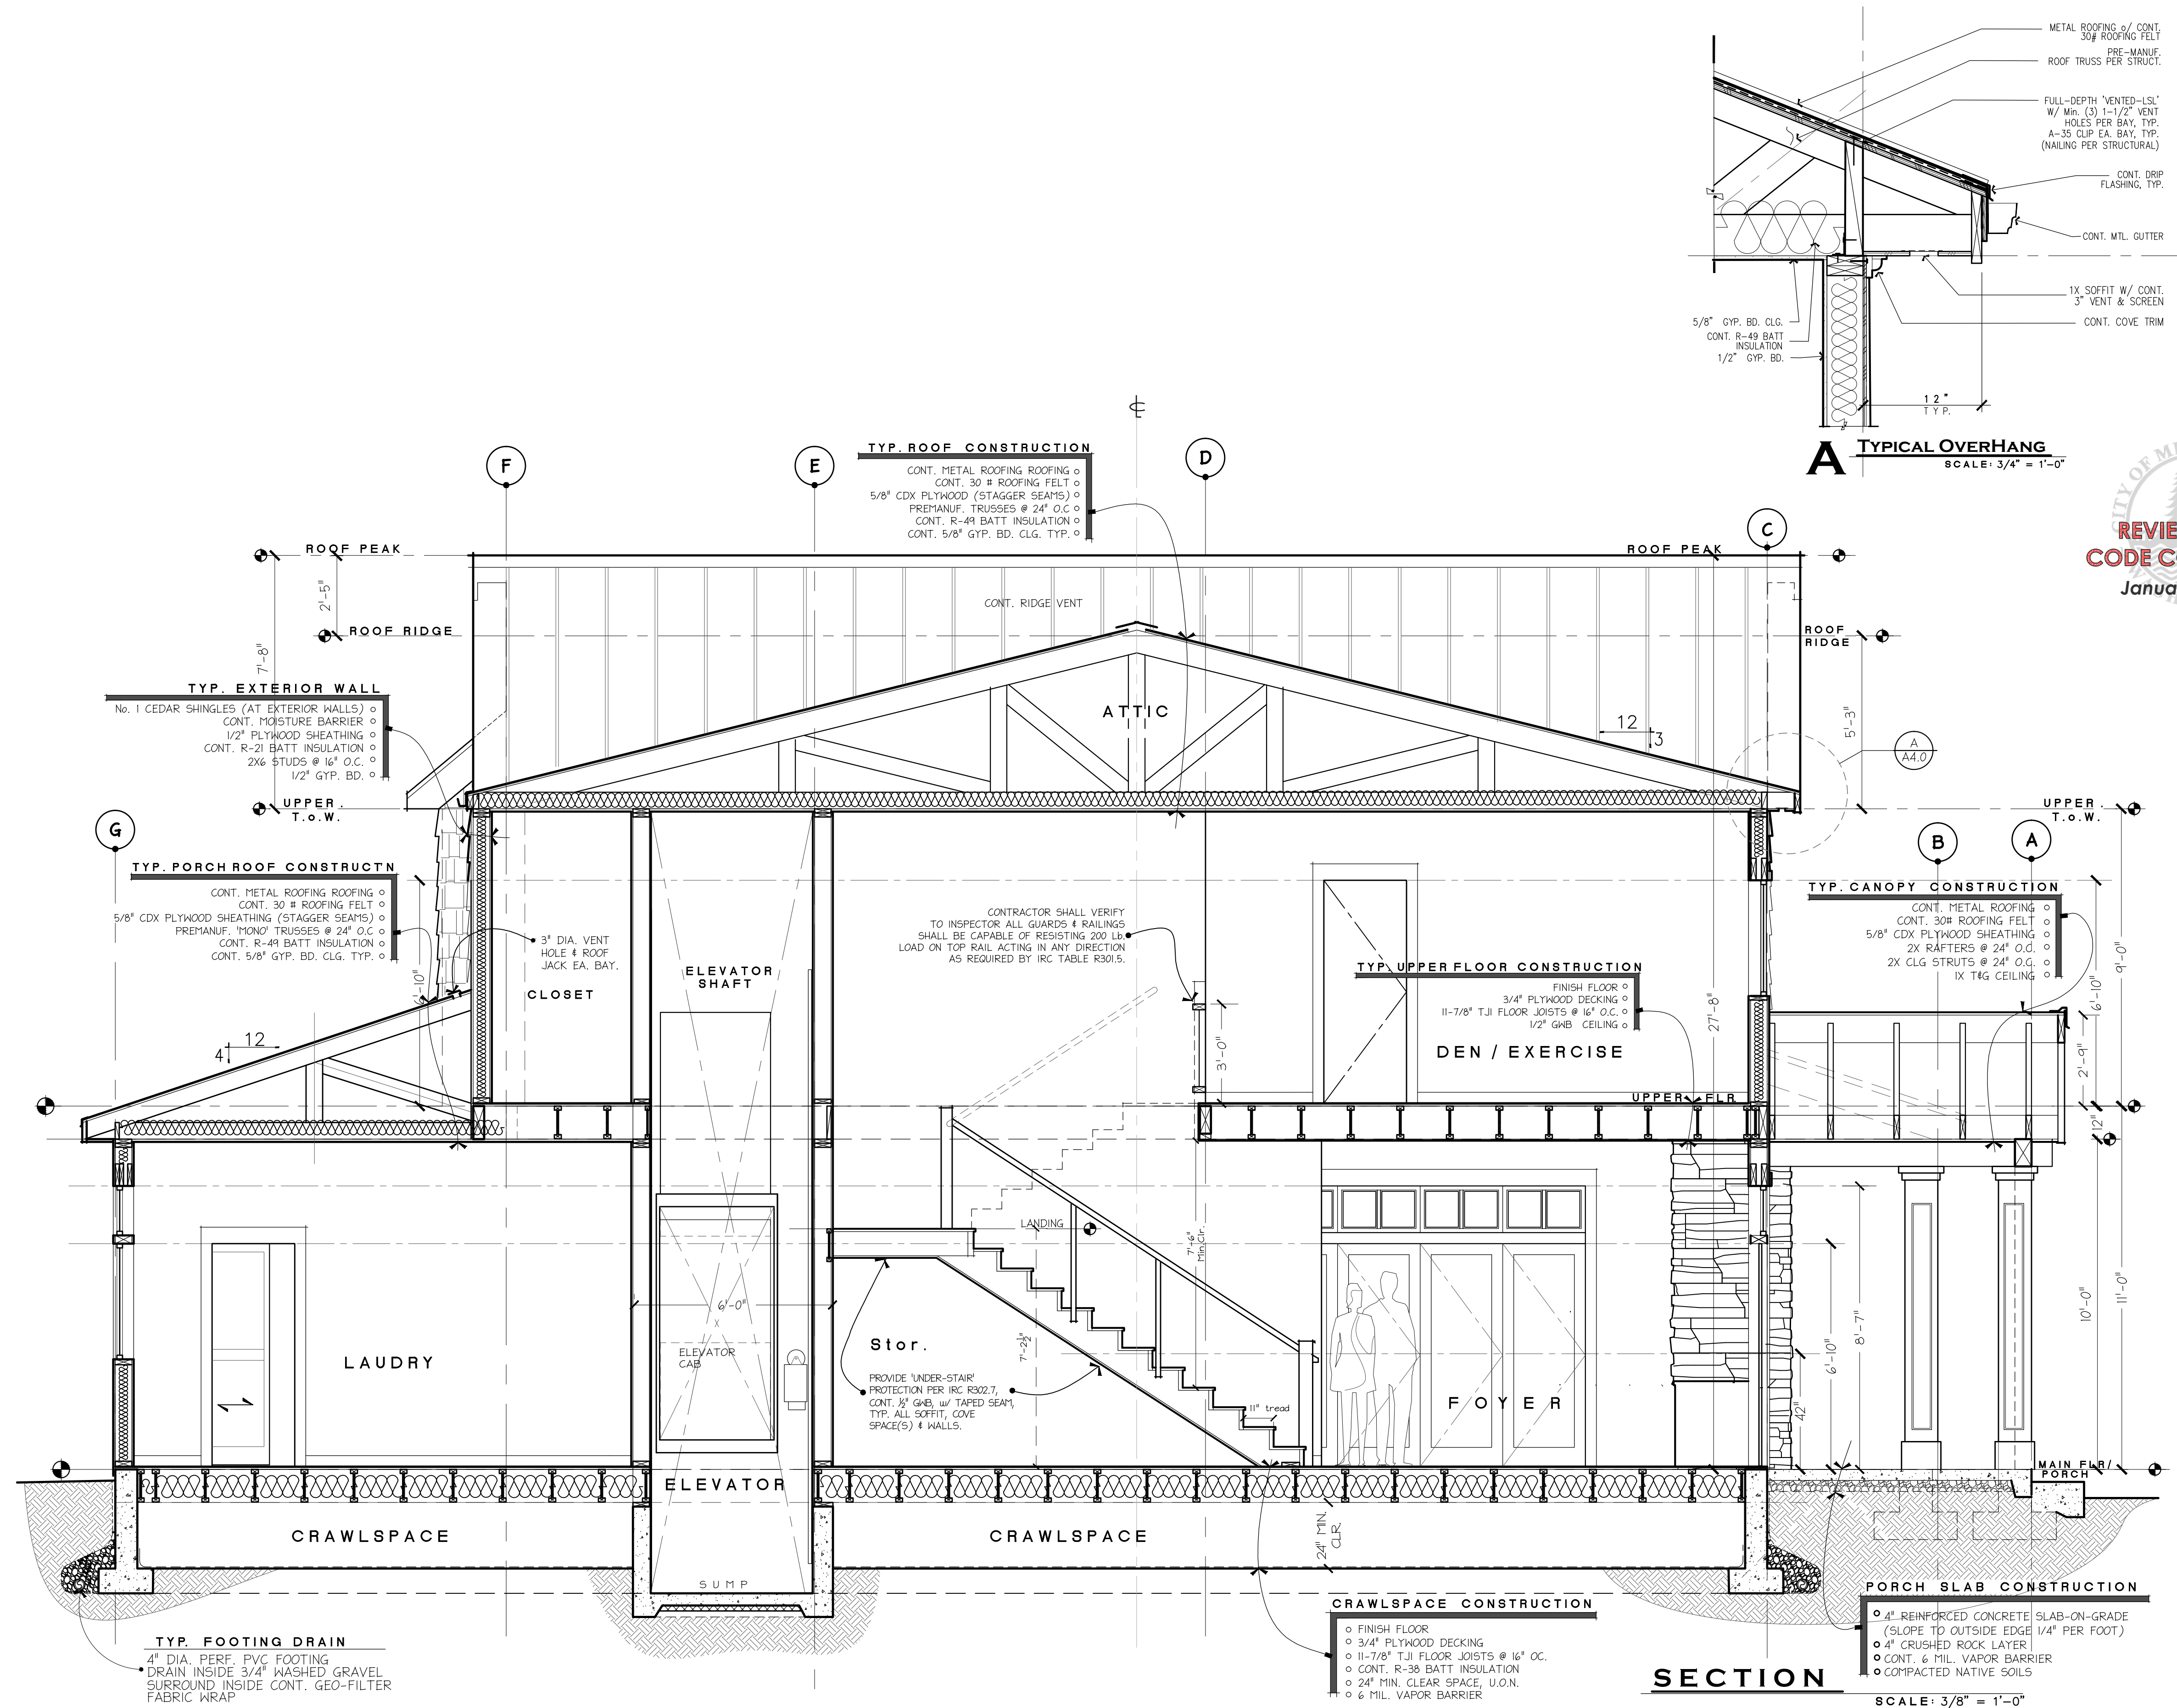 METAL ROOFING o/ CONT.
30# ROOFING FELT
PRE-MANUF.
ROOF TRUSS PER STRUCT.
FULL-DEPTH 'VENTED-LSL'
W/ Min. (3) 1-1/2" VENT
HOLES PER BAY, TYP.
A-35 CLIP EA. BAY, TYP.
(NAILING PER STRUCTURAL)
CONT. DRIP
FLASHING, TYP.
CONT. MTL. GUTTER
1X SOFFIT W/ CONT.
3" VENT & SCREEN
CONT. COVE TRIM
5/8" GYP. BD. CLG.
CONT. R-49 BATT
INSULATION
1/2" GYP. BD.
12"
TYP.
A TYPICAL OVERHANG
SCALE: 3/4" = 1'-0"
CITY OF
REVIE
CODE CO
Janua
F
E
D
C
G
B
A
TYP. ROOF CONSTRUCTION
CONT. METAL ROOFING ROOFING
CONT. 30 # ROOFING FELT
5/8" CDX PLYWOOD (STAGGER SEAMS)
PREMANUF. TRUSSES @ 24" O.C
CONT. R-49 BATT INSULATION
CONT. 5/8" GYP. BD. CLG. TYP.
ROOF PEAK
ROOF PEAK
2'-5"
7'-8"
ROOF RIDGE
CONT. RIDGE VENT
ROOF
RIDGE
TYP. EXTERIOR WALL
No. 1 CEDAR SHINGLES (AT EXTERIOR WALLS)
CONT. MOISTURE BARRIER
1/2" PLYWOOD SHEATHING
CONT. R-21 BATT INSULATION
2X6 STUDS @ 16" O.C.
1/2" GYP. BD.
ATTIC
12
3
5'-3"
A
A4.0
UPPER .
T.o.W.
UPPER .
T.o.W.
TYP. PORCH ROOF CONSTRUCT'N
CONT. METAL ROOFING ROOFING
CONT. 30 # ROOFING FELT
5/8" CDX PLYWOOD SHEATHING (STAGGER SEAMS)
PREMANUF. 'MONO' TRUSSES @ 24" O.C
CONT. R-49 BATT INSULATION
CONT. 5/8" GYP. BD. CLG. TYP.
6'-10"
3" DIA. VENT
HOLE & ROOF
JACK EA. BAY.
CLOSET
ELEVATOR
SHAFT
CONTRACTOR SHALL VERIFY
TO INSPECTOR ALL GUARDS & RAILINGS
SHALL BE CAPABLE OF RESISTING 200 Lb.
LOAD ON TOP RAIL ACTING IN ANY DIRECTION
AS REQUIRED BY IRC TABLE R301.5.
TYP. UPPER FLOOR CONSTRUCTION
FINISH FLOOR
3/4" PLYWOOD DECKING
11-7/8" TJI FLOOR JOISTS @ 16" O.C.
1/2" GWB CEILING
DEN / EXERCISE
27'-8"
TYP. CANOPY CONSTRUCTION
CONT. METAL ROOFING
CONT. 30# ROOFING FELT
5/8" CDX PLYWOOD SHEATHING
2X RAFTERS @ 24" O.C.
2X CLG STRUTS @ 24" O.C.
1X T&G CEILING
9'-0"
6'-10"
2'-9"
12"
12
4
3'-0"
UPPER FLR
LANDING
7'-6"
Min. Clr.
6'-0"
ELEVATOR
CAB
Stor.
7'-2½"
PROVIDE 'UNDER-STAIR'
PROTECTION PER IRC R302.7,
CONT. ½" GWB, w/ TAPED SEAM,
TYP. ALL SOFFIT, COVE
SPACE(S) & WALLS.
11" tread
LAUDRY
FOYER
42"
6'-10"
8'-7"
10'-0"
11'-0"
MAIN FLR/
PORCH
ELEVATOR
CRAWLSPACE
CRAWLSPACE
24" MIN.
CLR.
SUMP
TYP. FOOTING DRAIN
4" DIA. PERF. PVC FOOTING
DRAIN INSIDE 3/4" WASHED GRAVEL
SURROUND INSIDE CONT. GEO-FILTER
FABRIC WRAP
CRAWLSPACE CONSTRUCTION
FINISH FLOOR
3/4" PLYWOOD DECKING
11-7/8" TJI FLOOR JOISTS @ 16" OC.
CONT. R-38 BATT INSULATION
24" MIN. CLEAR SPACE, U.O.N.
6 MIL. VAPOR BARRIER
PORCH SLAB CONSTRUCTION
4" REINFORCED CONCRETE SLAB-ON-GRADE
(SLOPE TO OUTSIDE EDGE 1/4" PER FOOT)
4" CRUSHED ROCK LAYER
CONT. 6 MIL. VAPOR BARRIER
COMPACTED NATIVE SOILS
SECTION
SCALE: 3/8" = 1'-0"